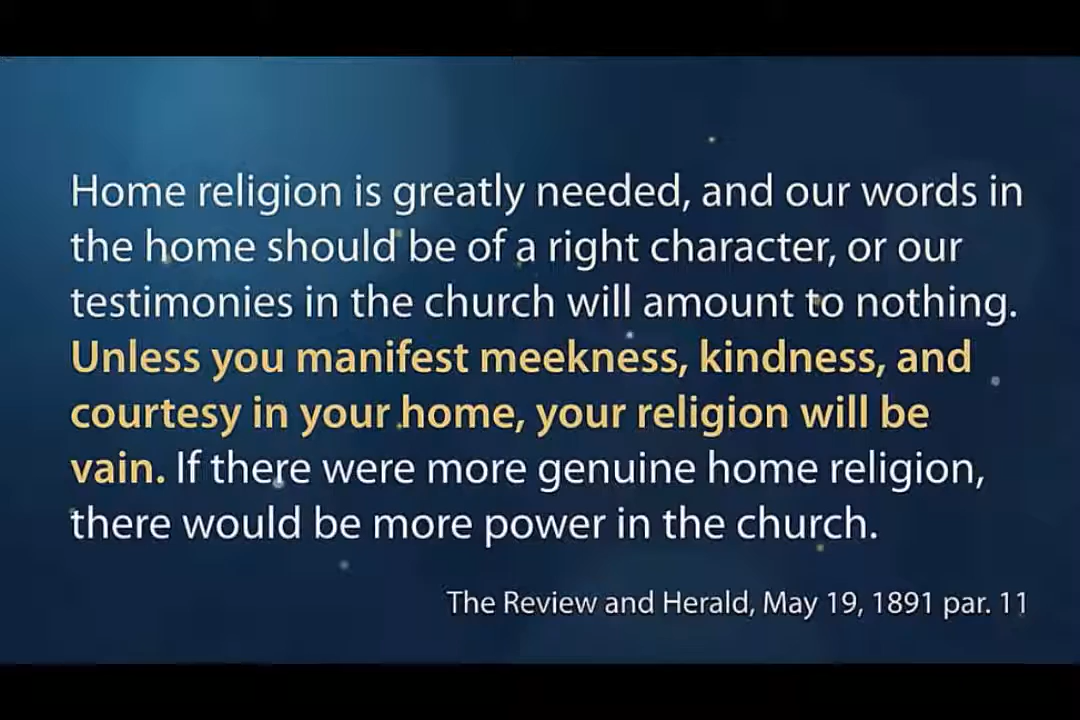 Home religion is greatly needed, and our words in
the home should be of a right character, or our
testimonies in the church will amount to nothing.
Unless you manifest meekness, kindness, and
courtesy in your home, your religion will be
vain. If there were more genuine home religion,
there would be more power in the church.
The Review and Herald, May 19, 1891 par. 11